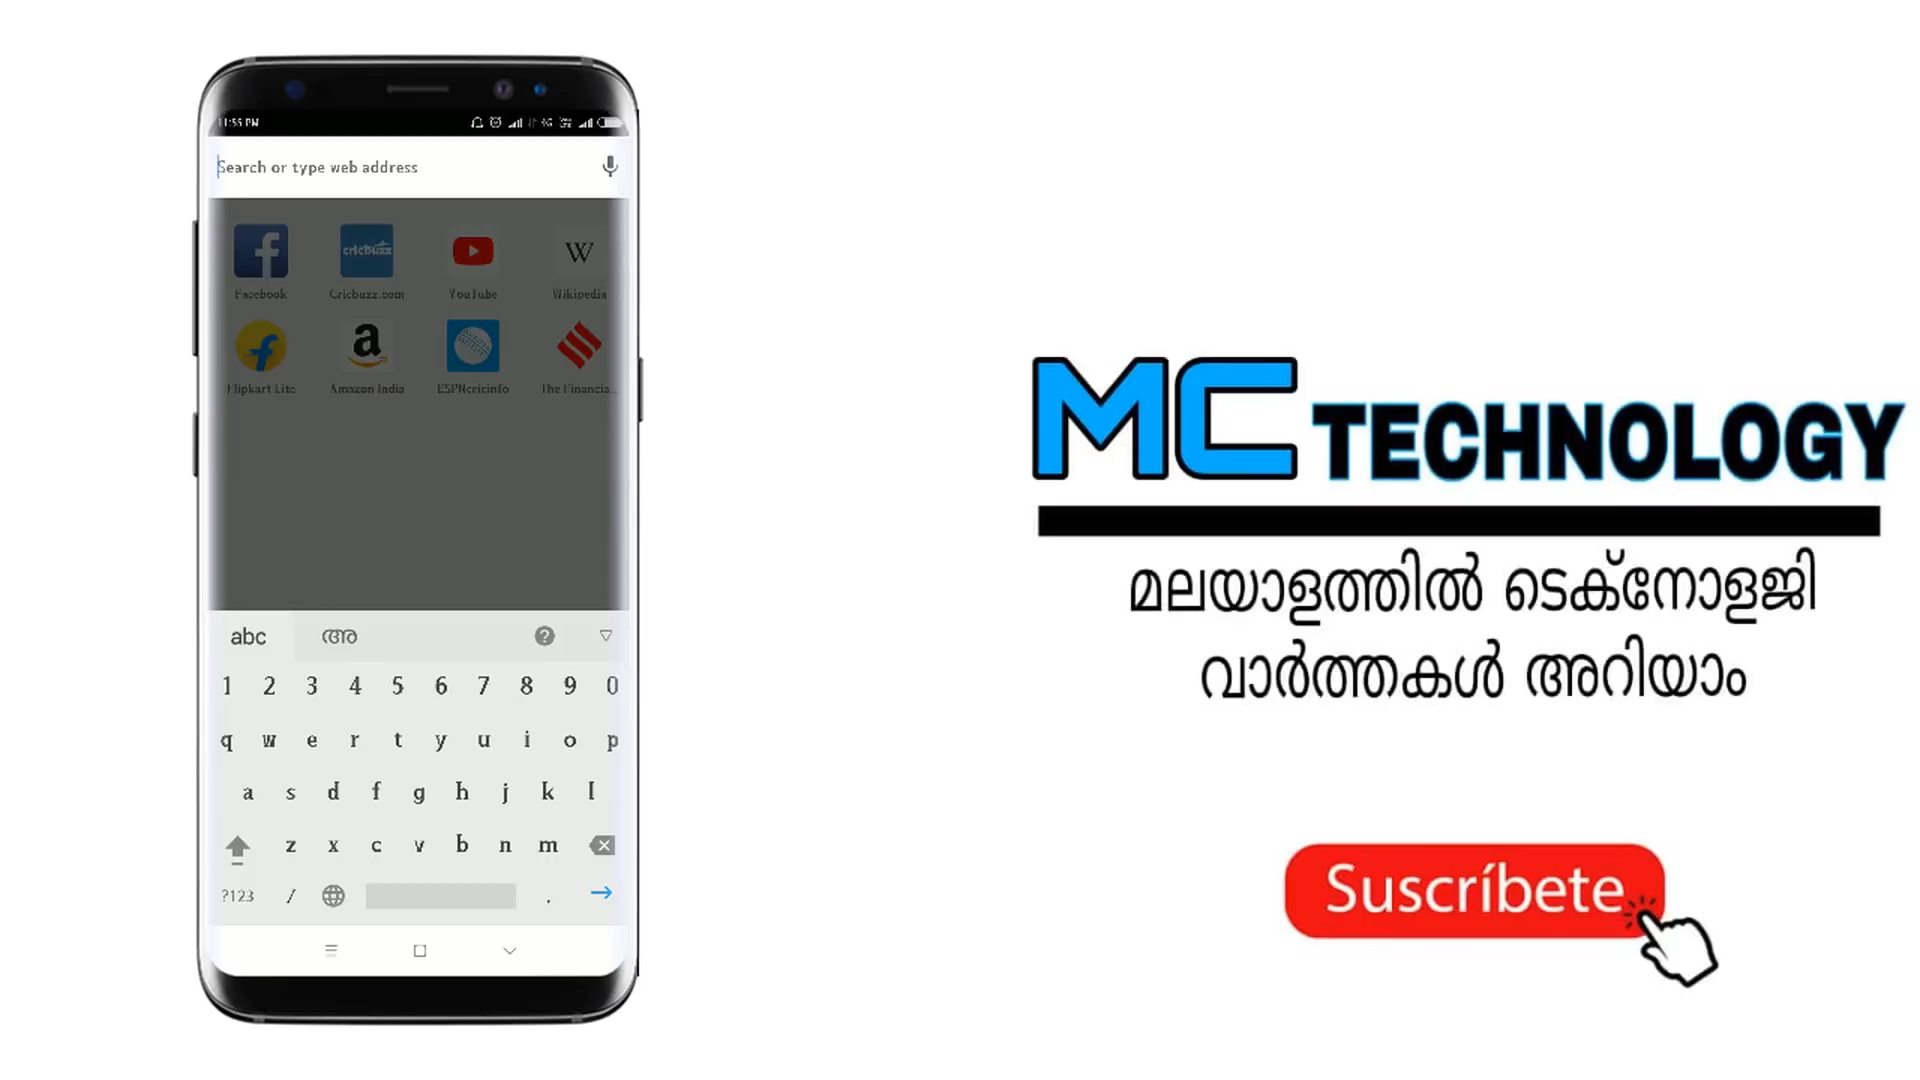 11:55 PM
Search or type web address
Facebook Cricbuzz.com YouTube Wikipedia
Flipkart Lite Amazon India ESPNcricinfo The Financia...
abc അ
1 2 3 4 5 6 7 8 9 0
q w e r t y u i o p
a s d f g h j k l
z x c v b n m
?123 / .
MC TECHNOLOGY
മലയാളത്തിൽ ടെക്നോളജി
വാർത്തകൾ അറിയാം
Suscríbete